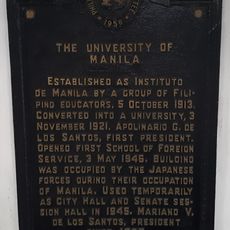 1959
THE UNIVERSITY OF
MANILA
ESTABLISHED AS INSTITUTO
DE MANILA BY A GROUP OF FILI-
PINO EDUCATORS, 5 OCTOBER 1913.
CONVERTED INTO A UNIVERSITY, 3
NOVEMBER 1921. APOLINARIO G. DE
LOS SANTOS, FIRST PRESIDENT.
OPENED FIRST SCHOOL OF FOREIGN
SERVICE, 3 MAY 1946. BUILDING
WAS OCCUPIED BY THE JAPANESE
FORCES DURING THEIR OCCUPATION
OF MANILA. USED TEMPORARILY
AS CITY HALL AND SENATE SES-
SION HALL IN 1945. MARIANO V.
DE LOS SANTOS, PRESIDENT